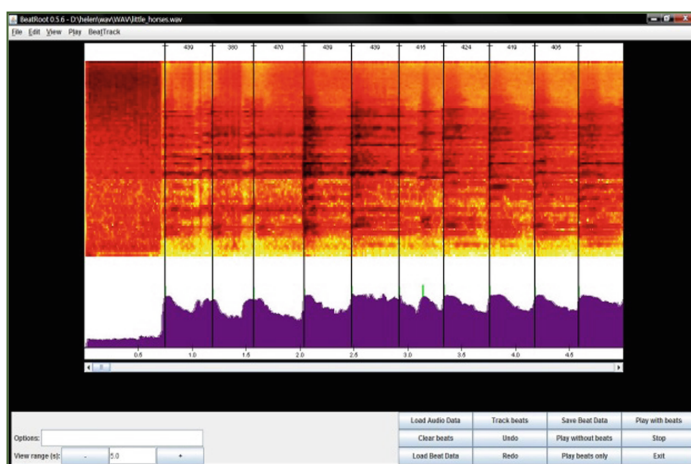 BeatRoot 0.5.6 - D:\helen\wav\WAV\little_horses.wav
File Edit View Play BeatTrack
439 380 470 439 439 415 424 419 405
0.5 1.0 1.5 2.0 2.5 3.0 3.5 4.0 4.5
Load Audio Data Track beats Save Beat Data Play with beats
Options: Clear beats Undo Play without beats Stop
View range (s): - 5.0 + Load Beat Data Redo Play beats only Exit